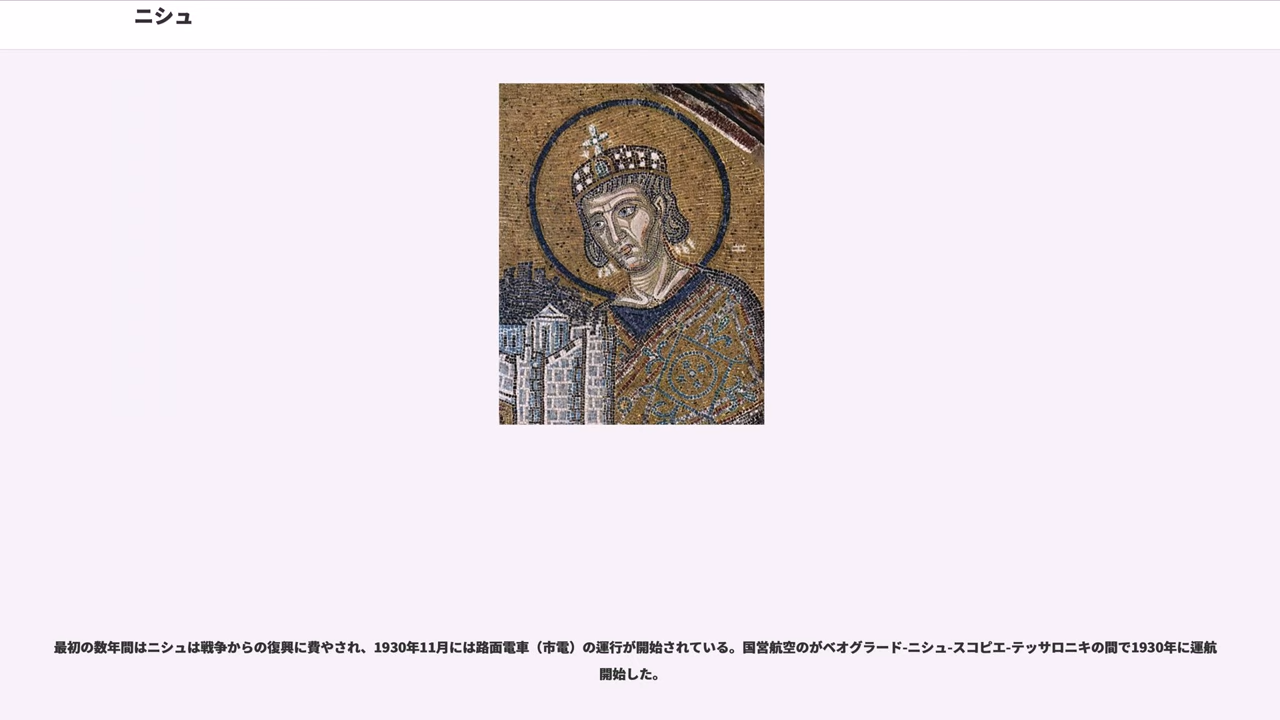 ニシュ
最初の数年間はニシュは戦争からの復興に費やされ、1930年11月には路面電車（市電）の運行が開始されている。国営航空のがベオグラード-ニシュ-スコピエ-テッサロニキの間で1930年に運航
開始した。